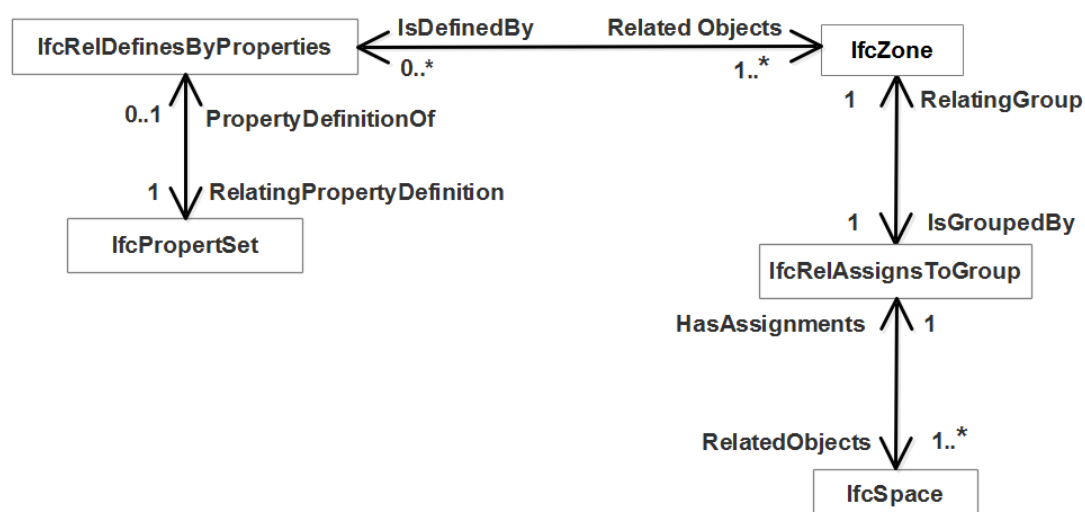 IfcRelDefinesByProperties
IsDefinedBy
Related Objects
IfcZone
0..*
1..*
0..1
PropertyDefinitionOf
1
RelatingGroup
1
RelatingPropertyDefinition
1
IsGroupedBy
IfcPropertSet
IfcRelAssignsToGroup
HasAssignments
1
RelatedObjects
1..*
IfcSpace